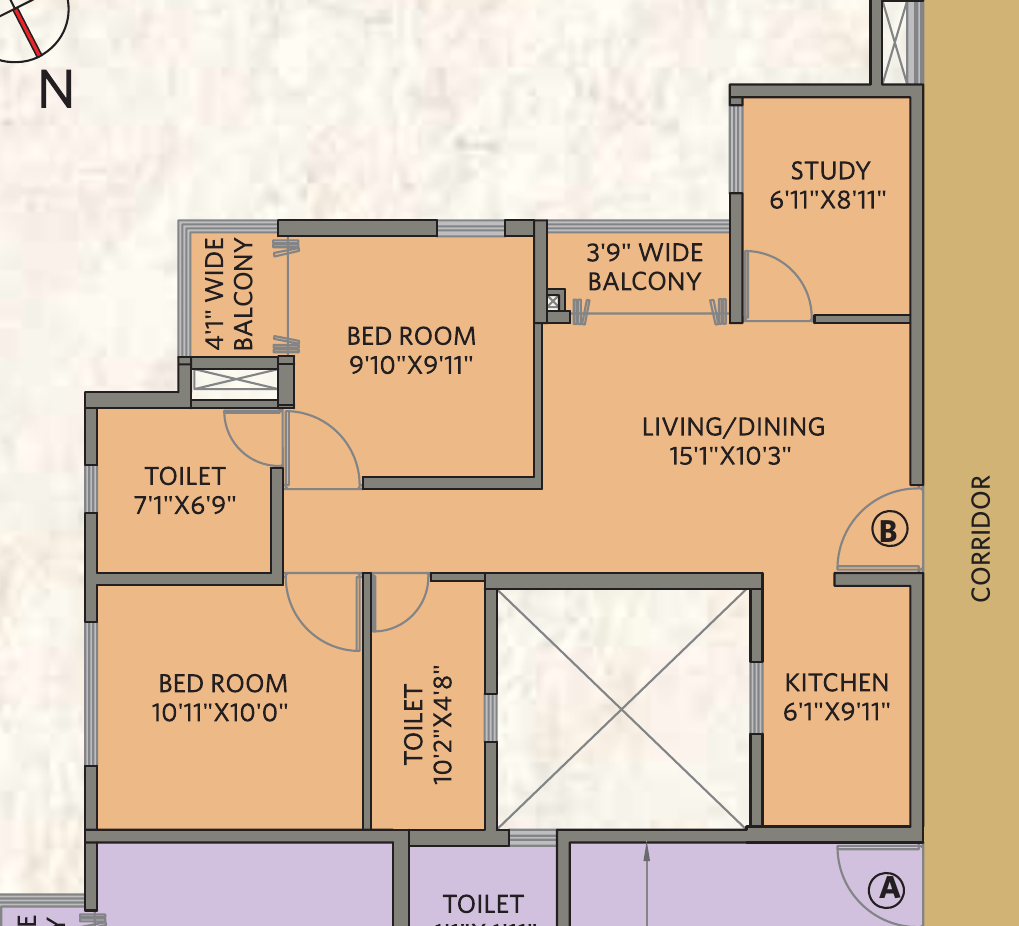 N
STUDY
6'11"X8'11"
3'9" WIDE
BALCONY
4'1" WIDE
BALCONY
BED ROOM
9'10"X9'11"
LIVING/DINING
15'1"X10'3"
TOILET
7'1"X6'9"
B
CORRIDOR
BED ROOM
10'11"X10'0"
TOILET
10'2"X4'8"
KITCHEN
6'1"X9'11"
A
TOILET